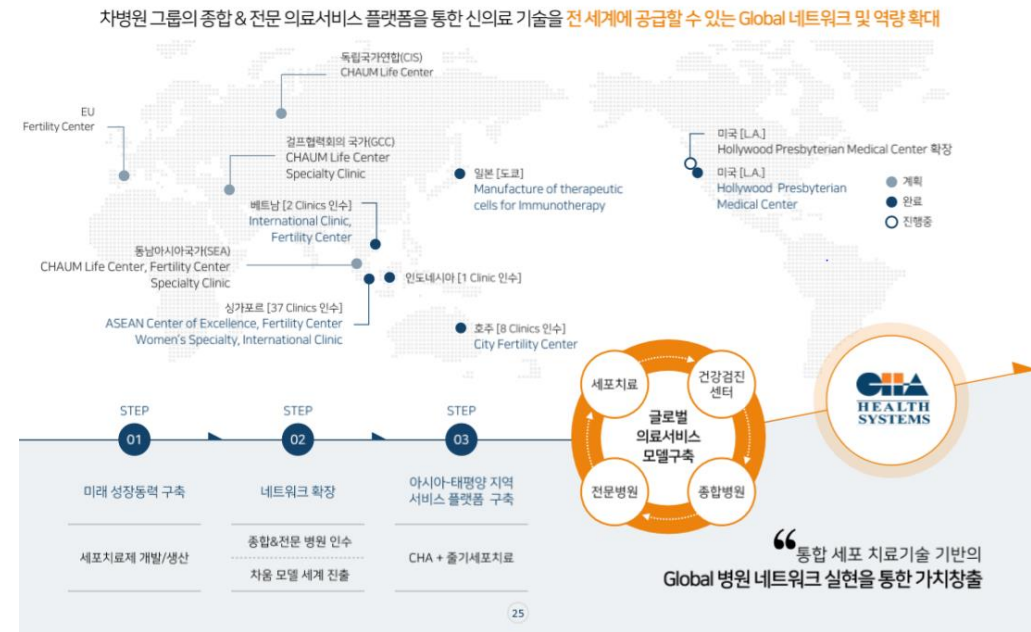 차병원 그룹의 종합 & 전문 의료서비스 플랫폼을 통한 신의료 기술을 전 세계에 공급할 수 있는 Global 네트워크 및 역량 확대
독립국가연합(CIS)
CHAUM Life Center
EU
Fertility Center
걸프협력회의 국가(GCC)
CHAUM Life Center
Specialty Clinic
베트남 [2 Clinics 인수]
International Clinic,
Fertility Center
동남아시아국가(SEA)
CHAUM Life Center, Fertility Center
Specialty Clinic
싱가포르 [37 Clinics 인수]
ASEAN Center of Excellence, Fertility Center
Women's Specialty, International Clinic
일본 [도쿄]
Manufacture of therapeutic
cells for Immunotherapy
인도네시아 [1 Clinic 인수]
호주 [8 Clinics 인수]
City Fertility Center
미국 [L.A.]
Hollywood Presbyterian Medical Center 확장
미국 [L.A.]
Hollywood Presbyterian
Medical Center
계획
완료
진행중
STEP
01
미래 성장동력 구축
세포치료제 개발/생산
STEP
02
네트워크 확장
종합&전문 병원 인수
차움 모델 세계 진출
STEP
03
아시아-태평양 지역
서비스 플랫폼 구축
CHA + 줄기세포치료
세포치료
건강검진
센터
글로벌
의료서비스
모델구축
전문병원
종합병원
CHA
HEALTH
SYSTEMS
“통합 세포 치료기술 기반의
Global 병원 네트워크 실현을 통한 가치창출
25